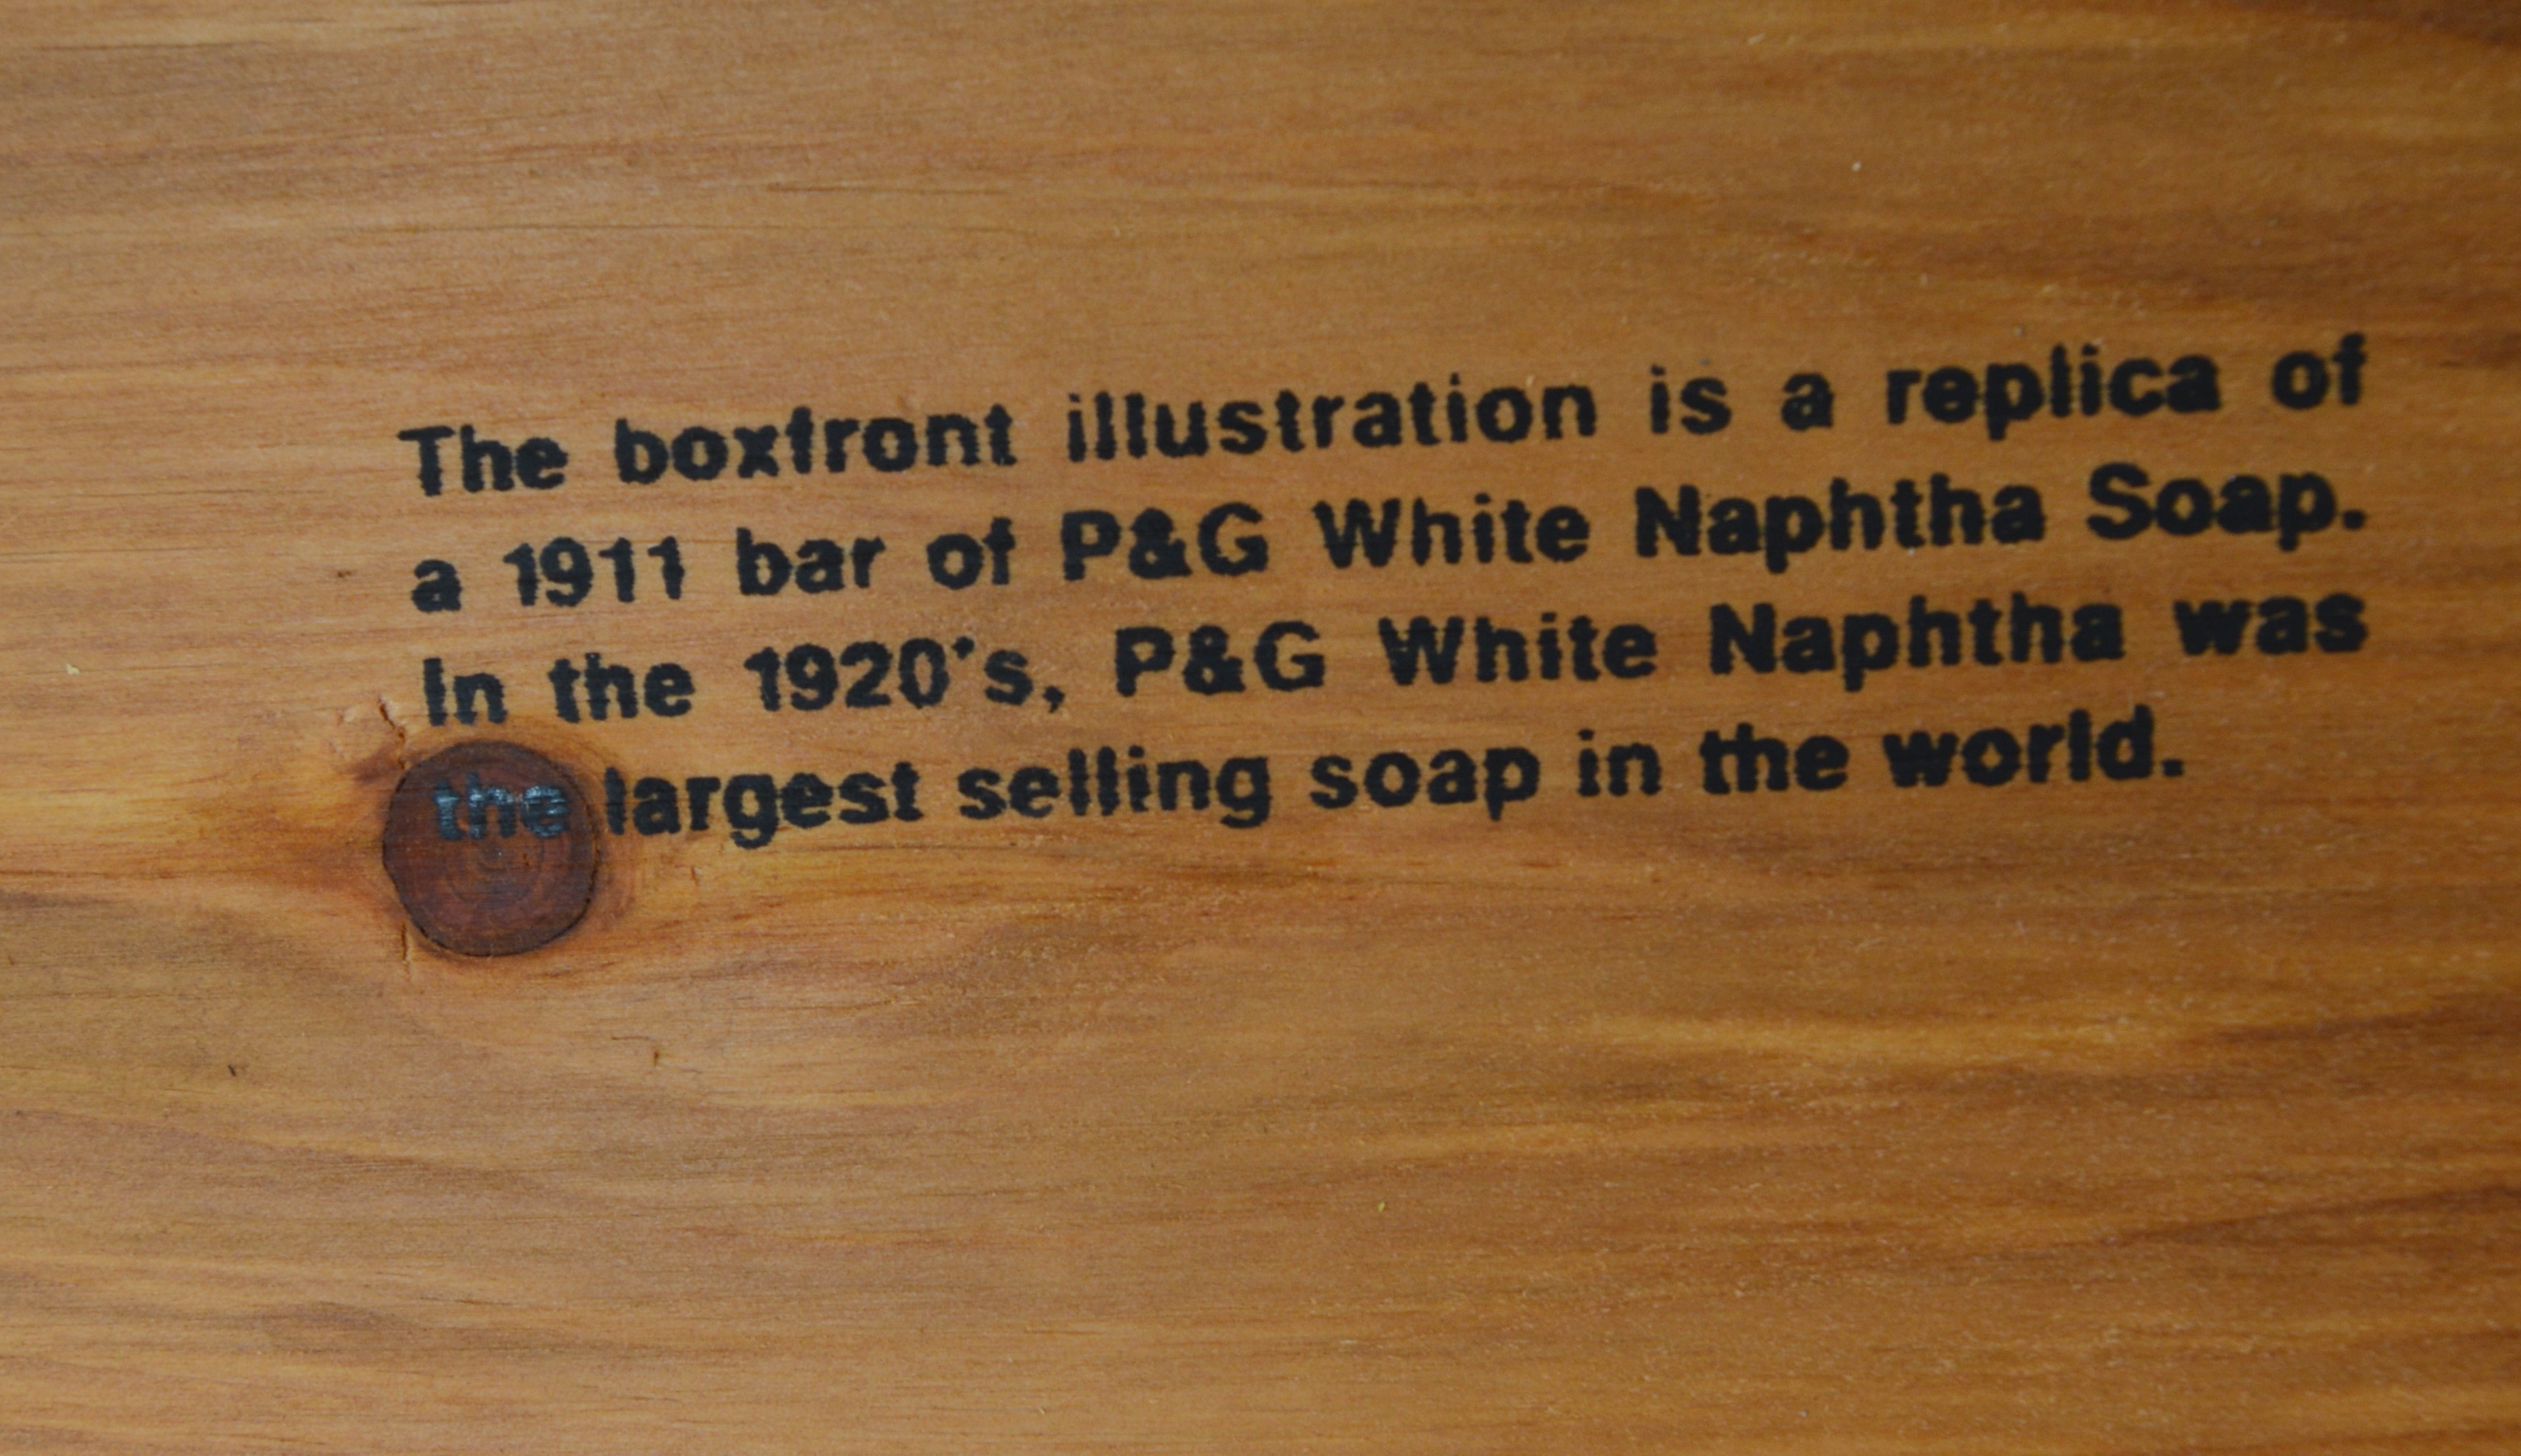 The boxfront illustration is a replica of
a 1911 bar of P&G White Naphtha Soap.
In the 1920's, P&G White Naphtha was
the largest selling soap in the world.